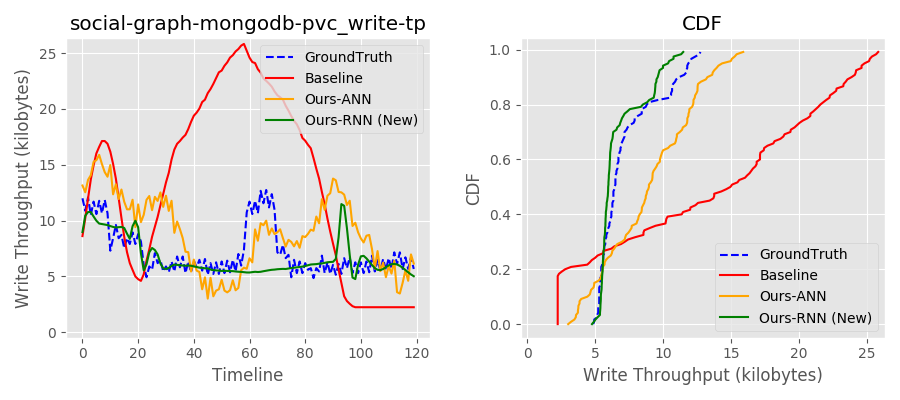 social-graph-mongodb-pvc_write-tp
Write Throughput (kilobytes)
25
20
15
10
5
0
GroundTruth
Baseline
Ours-ANN
Ours-RNN (New)
0 20 40 60 80 100 120
Timeline
CDF
CDF
1.0
0.8
0.6
0.4
0.2
0.0
GroundTruth
Baseline
Ours-ANN
Ours-RNN (New)
0 5 10 15 20 25
Write Throughput (kilobytes)